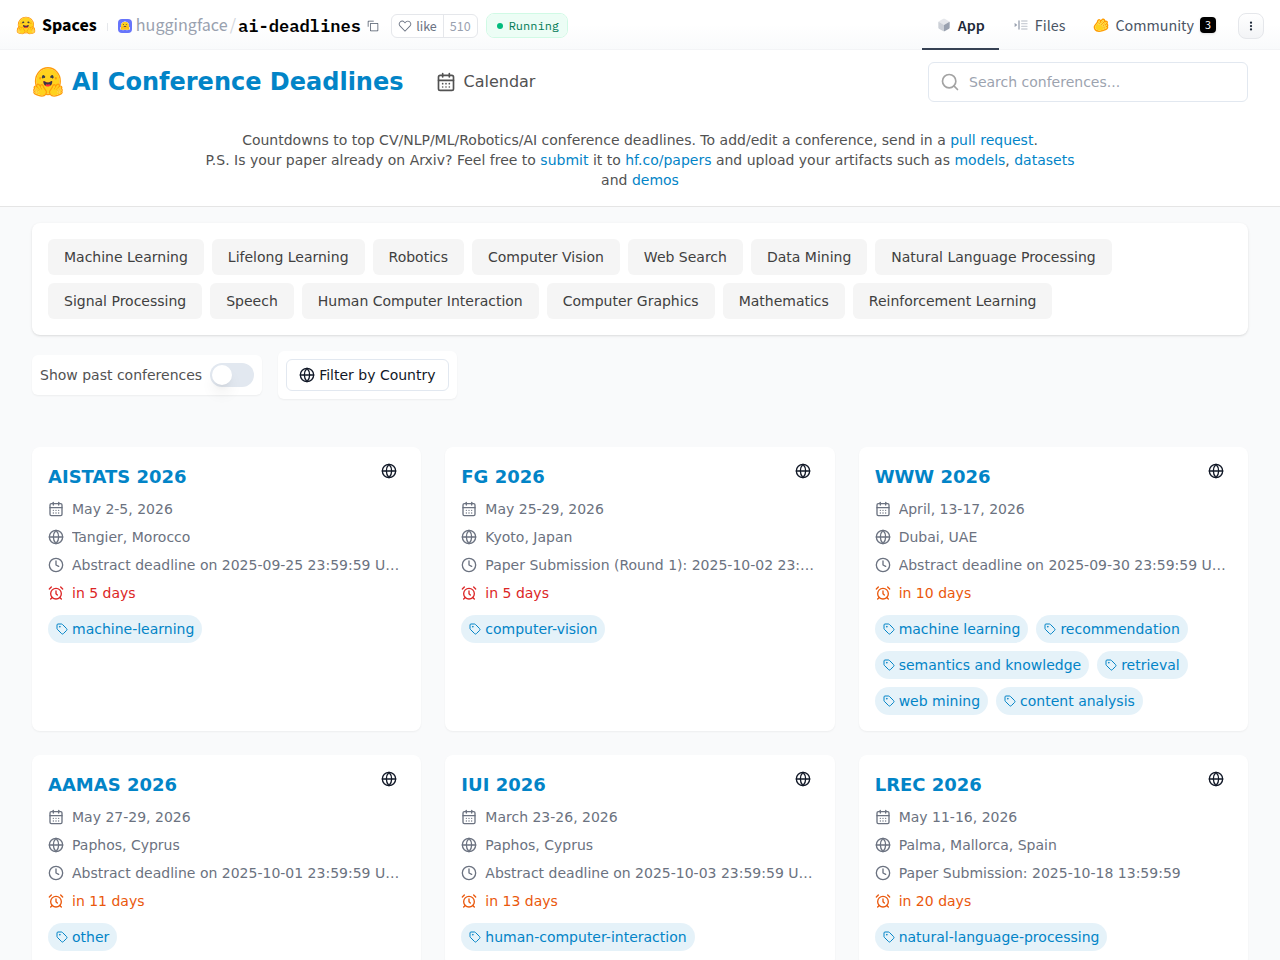 Spaces
huggingface/ai-deadlines
like 510
Running
App
Files
Community 3
AI Conference Deadlines
Calendar
Search conferences...
Countdowns to top CV/NLP/ML/Robotics/AI conference deadlines. To add/edit a conference, send in a pull request.
P.S. Is your paper already on Arxiv? Feel free to submit it to hf.co/papers and upload your artifacts such as models, datasets
and demos
Machine Learning
Lifelong Learning
Robotics
Computer Vision
Web Search
Data Mining
Natural Language Processing
Signal Processing
Speech
Human Computer Interaction
Computer Graphics
Mathematics
Reinforcement Learning
Show past conferences
Filter by Country
AISTATS 2026
May 2-5, 2026
Tangier, Morocco
Abstract deadline on 2025-09-25 23:59:59 U...
in 5 days
machine-learning
FG 2026
May 25-29, 2026
Kyoto, Japan
Paper Submission (Round 1): 2025-10-02 23:...
in 5 days
computer-vision
WWW 2026
April, 13-17, 2026
Dubai, UAE
Abstract deadline on 2025-09-30 23:59:59 U...
in 10 days
machine learning
recommendation
semantics and knowledge
retrieval
web mining
content analysis
AAMAS 2026
May 27-29, 2026
Paphos, Cyprus
Abstract deadline on 2025-10-01 23:59:59 U...
in 11 days
other
IUI 2026
March 23-26, 2026
Paphos, Cyprus
Abstract deadline on 2025-10-03 23:59:59 U...
in 13 days
human-computer-interaction
LREC 2026
May 11-16, 2026
Palma, Mallorca, Spain
Paper Submission: 2025-10-18 13:59:59
in 20 days
natural-language-processing